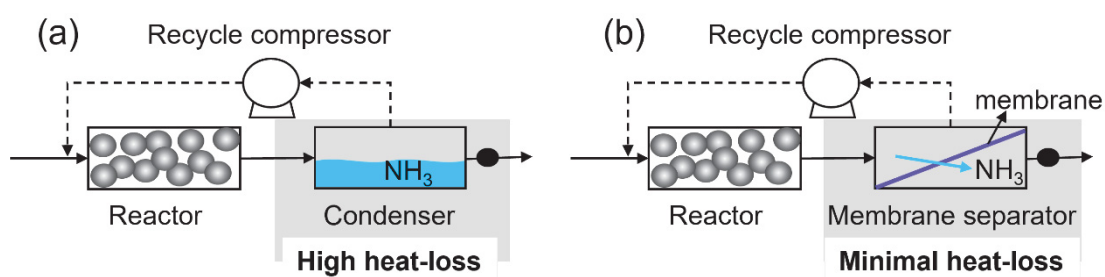 (a)
Recycle compressor
NH₃
Reactor
Condenser
High heat-loss
(b)
Recycle compressor
membrane
NH₃
Reactor
Membrane separator
Minimal heat-loss